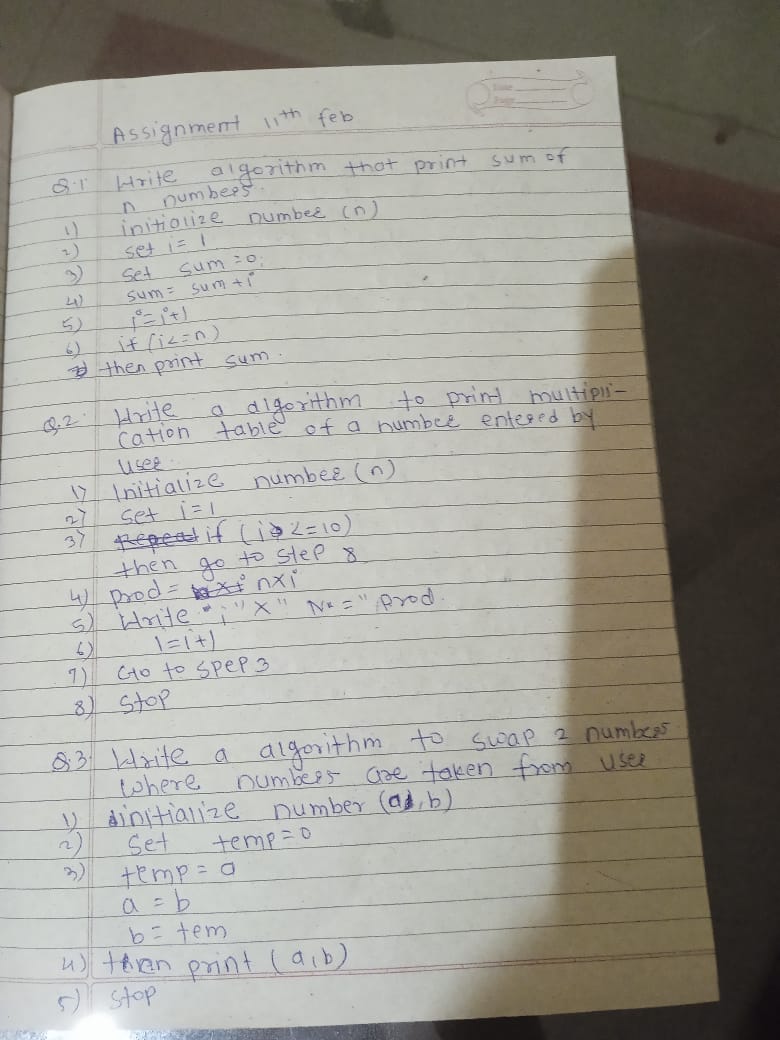 Assignment 11th feb
Q.1 Write algorithm that print sum of
n numbers.
1) initialize number (n)
2) set i = 1
3) Set sum = 0;
4) sum = sum + i
5) i = i+1
6) if (i<=n)
then print sum.
Q.2. Write a algorithm to print multipli-
cation table of a number entered by
user.
1) Initialize number (n)
2) set i = 1
3) Repeat if (i <=10)
then go to step 8
4) prod = n x i
5) Write " i " X " N = " , prod.
6) i = i+1
7) Go to spep 3
8) stop
Q.3 Write a algorithm to swap 2 numbers
where numbers are taken from user
1) initialize number (a, b)
2) Set temp = 0
3) temp = a
a = b
b = tem
4) then print (a, b)
5) stop